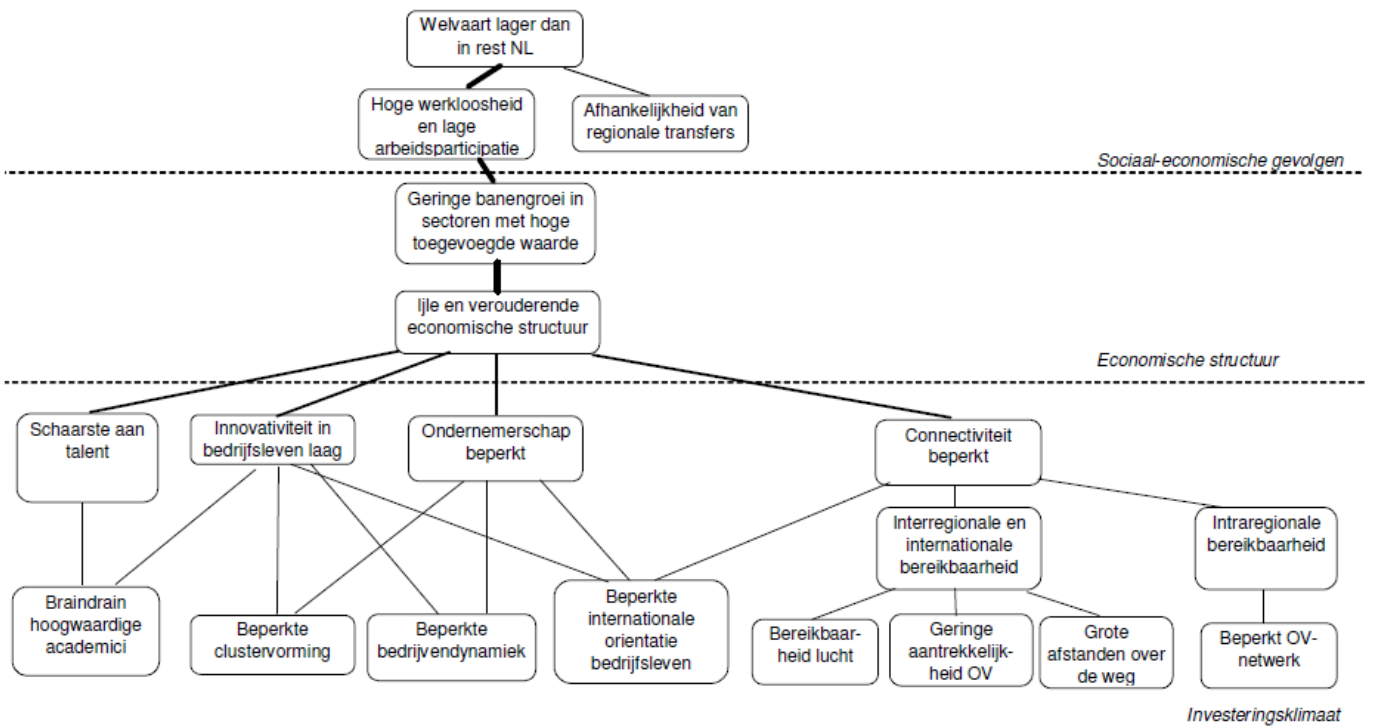 Welvaart lager dan
in rest NL
Hoge werkloosheid
en lage
arbeidsparticipatie
Afhankelijkheid van
regionale transfers
Sociaal-economische gevolgen
Geringe banengroei in
sectoren met hoge
toegevoegde waarde
Ijle en verouderende
economische structuur
Economische structuur
Schaarste aan
talent
Innovativiteit in
bedrijfsleven laag
Ondernemerschap
beperkt
Connectiviteit
beperkt
Interregionale en
internationale
bereikbaarheid
Intraregionale
bereikbaarheid
Braindrain
hoogwaardige
academici
Beperkte
clustervorming
Beperkte
bedrijvendynamiek
Beperkte
internationale
orientatie
bedrijfsleven
Bereikbaar-
heid lucht
Geringe
aantrekkelijk-
heid OV
Grote
afstanden over
de weg
Beperkt OV-
netwerk
Investeringsklimaat